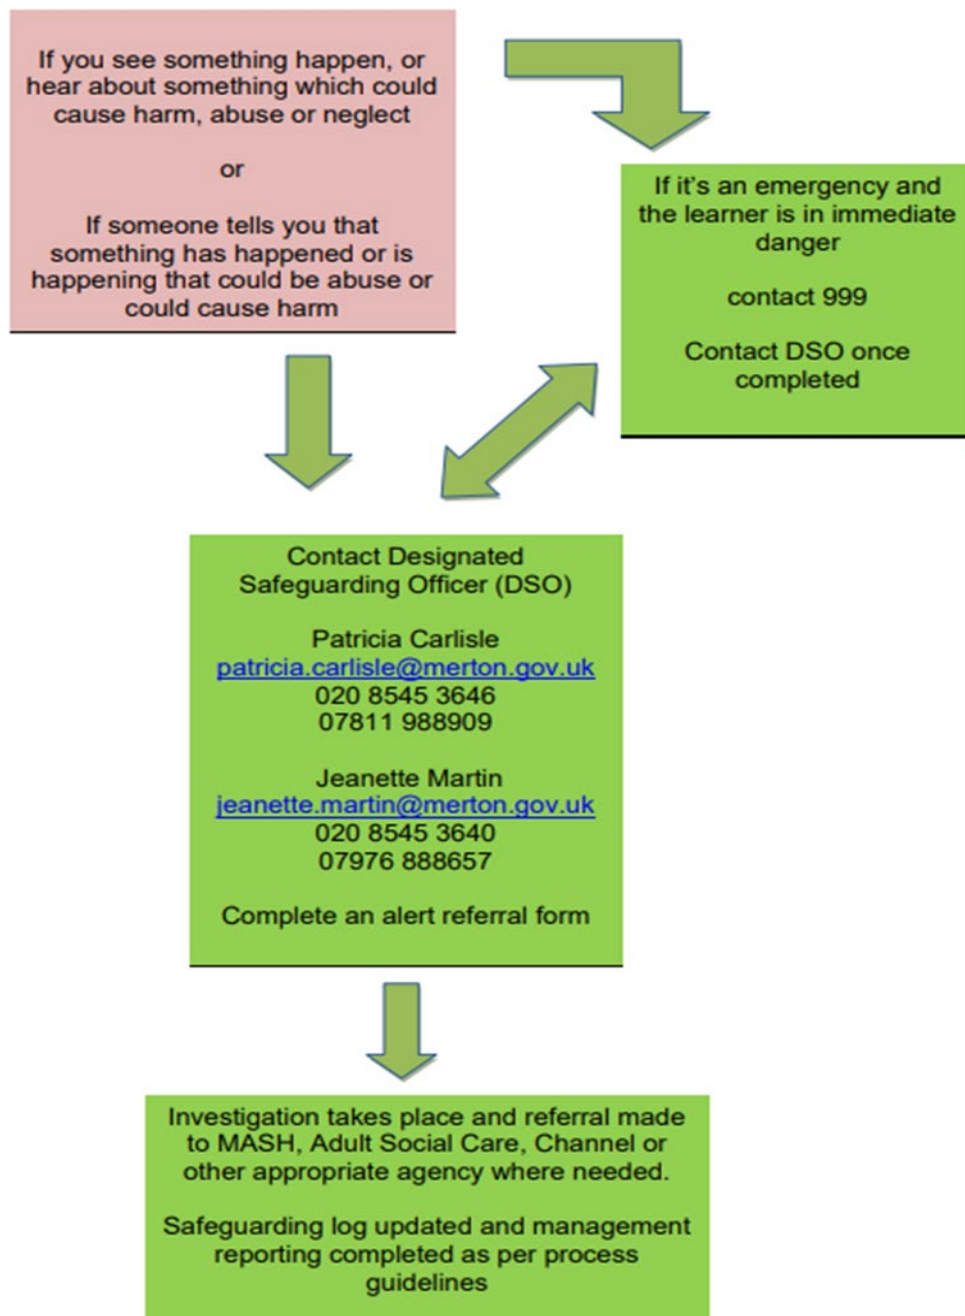 If you see something happen, or
hear about something which could
cause harm, abuse or neglect
or
If someone tells you that
something has happened or is
happening that could be abuse or
could cause harm
If it's an emergency and
the learner is in immediate
danger
contact 999
Contact DSO once
completed
Contact Designated
Safeguarding Officer (DSO)
Patricia Carlisle
patricia.carlisle@merton.gov.uk
020 8545 3646
07811 988909
Jeanette Martin
jeanette.martin@merton.gov.uk
020 8545 3640
07976 888657
Complete an alert referral form
Investigation takes place and referral made
to MASH, Adult Social Care, Channel or
other appropriate agency where needed.
Safeguarding log updated and management
reporting completed as per process
guidelines